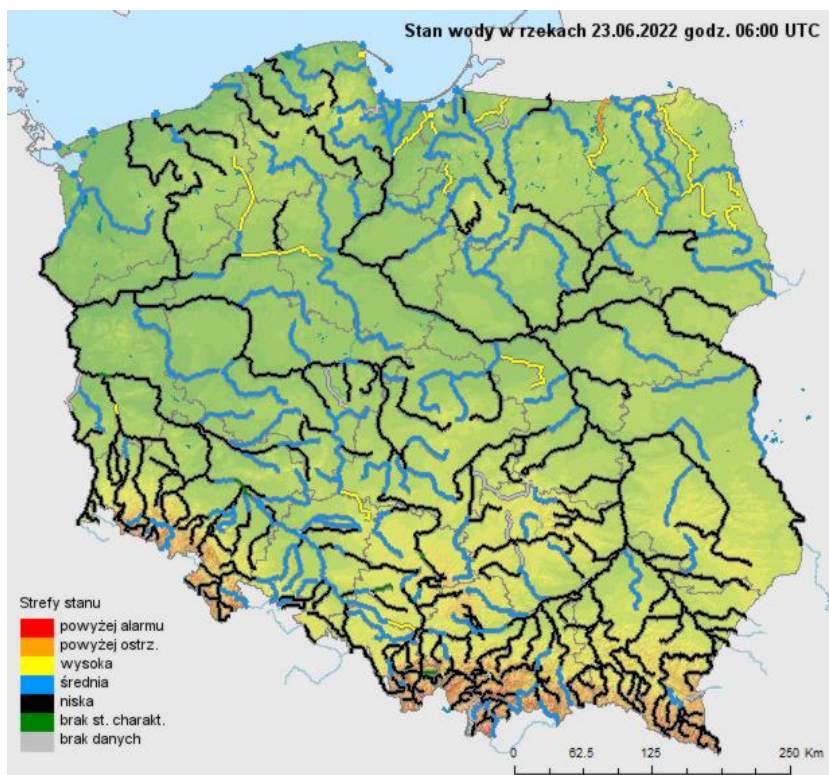 Stan wody w rzekach 23.06.2022 godz. 06:00 UTC
Strefy stanu
powyżej alarmu
powyżej ostrz.
wysoka
średnia
niska
brak st. charakt.
brak danych
0 62.5 125 250 Km